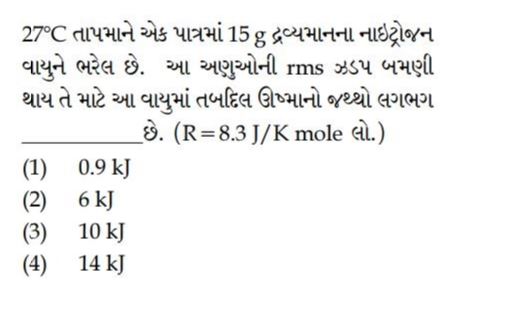 27°C તાપમાને એક પાત્રમાં 15 g દ્રવ્યમાનના નાઇટ્રોજન
વાયુને ભરેલ છે. આ અણુઓની rms ઝડપ બમણી
થાય તે માટે આ વાયુમાં તબદિલ ઊષ્માનો જથ્થો લગભગ
____________છે. (R=8.3 J/K mole લો.)
(1) 0.9 kJ
(2) 6 kJ
(3) 10 kJ
(4) 14 kJ